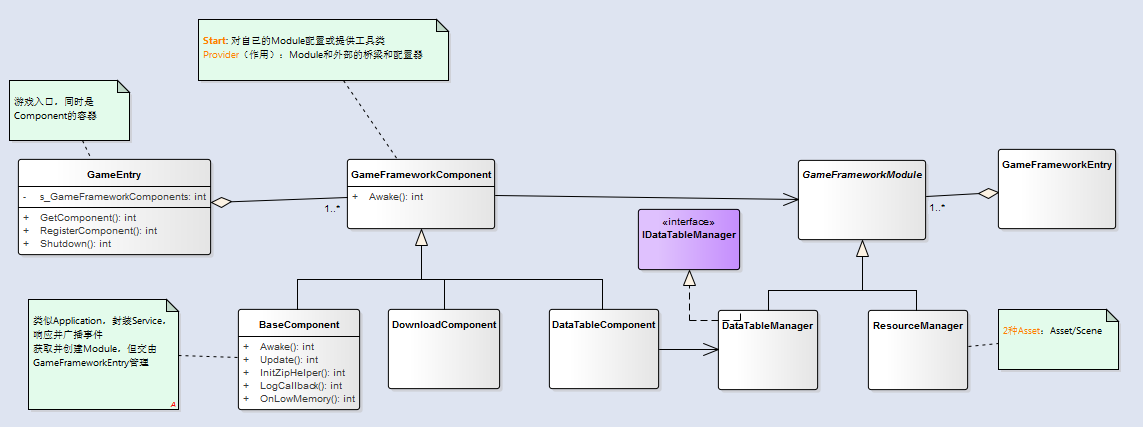 Start: 对自己的Module配置或提供工具类
Provider（作用）：Module和外部的桥梁和配置器
游戏入口，同时是
Component的容器
GameEntry
- s_GameFrameworkComponents: int
+ GetComponent(): int
+ RegisterComponent(): int
+ Shutdown(): int
1..*
GameFrameworkComponent
+ Awake(): int
GameFrameworkModule
1..*
GameFrameworkEntry
«interface»
IDataTableManager
类似Application，封装Service，
响应并广播事件
获取并创建Module，但交由
GameFrameworkEntry管理
A
BaseComponent
+ Awake(): int
+ Update(): int
+ InitZipHelper(): int
+ LogCallback(): int
+ OnLowMemory(): int
DownloadComponent
DataTableComponent
DataTableManager
ResourceManager
2种Asset：Asset/Scene